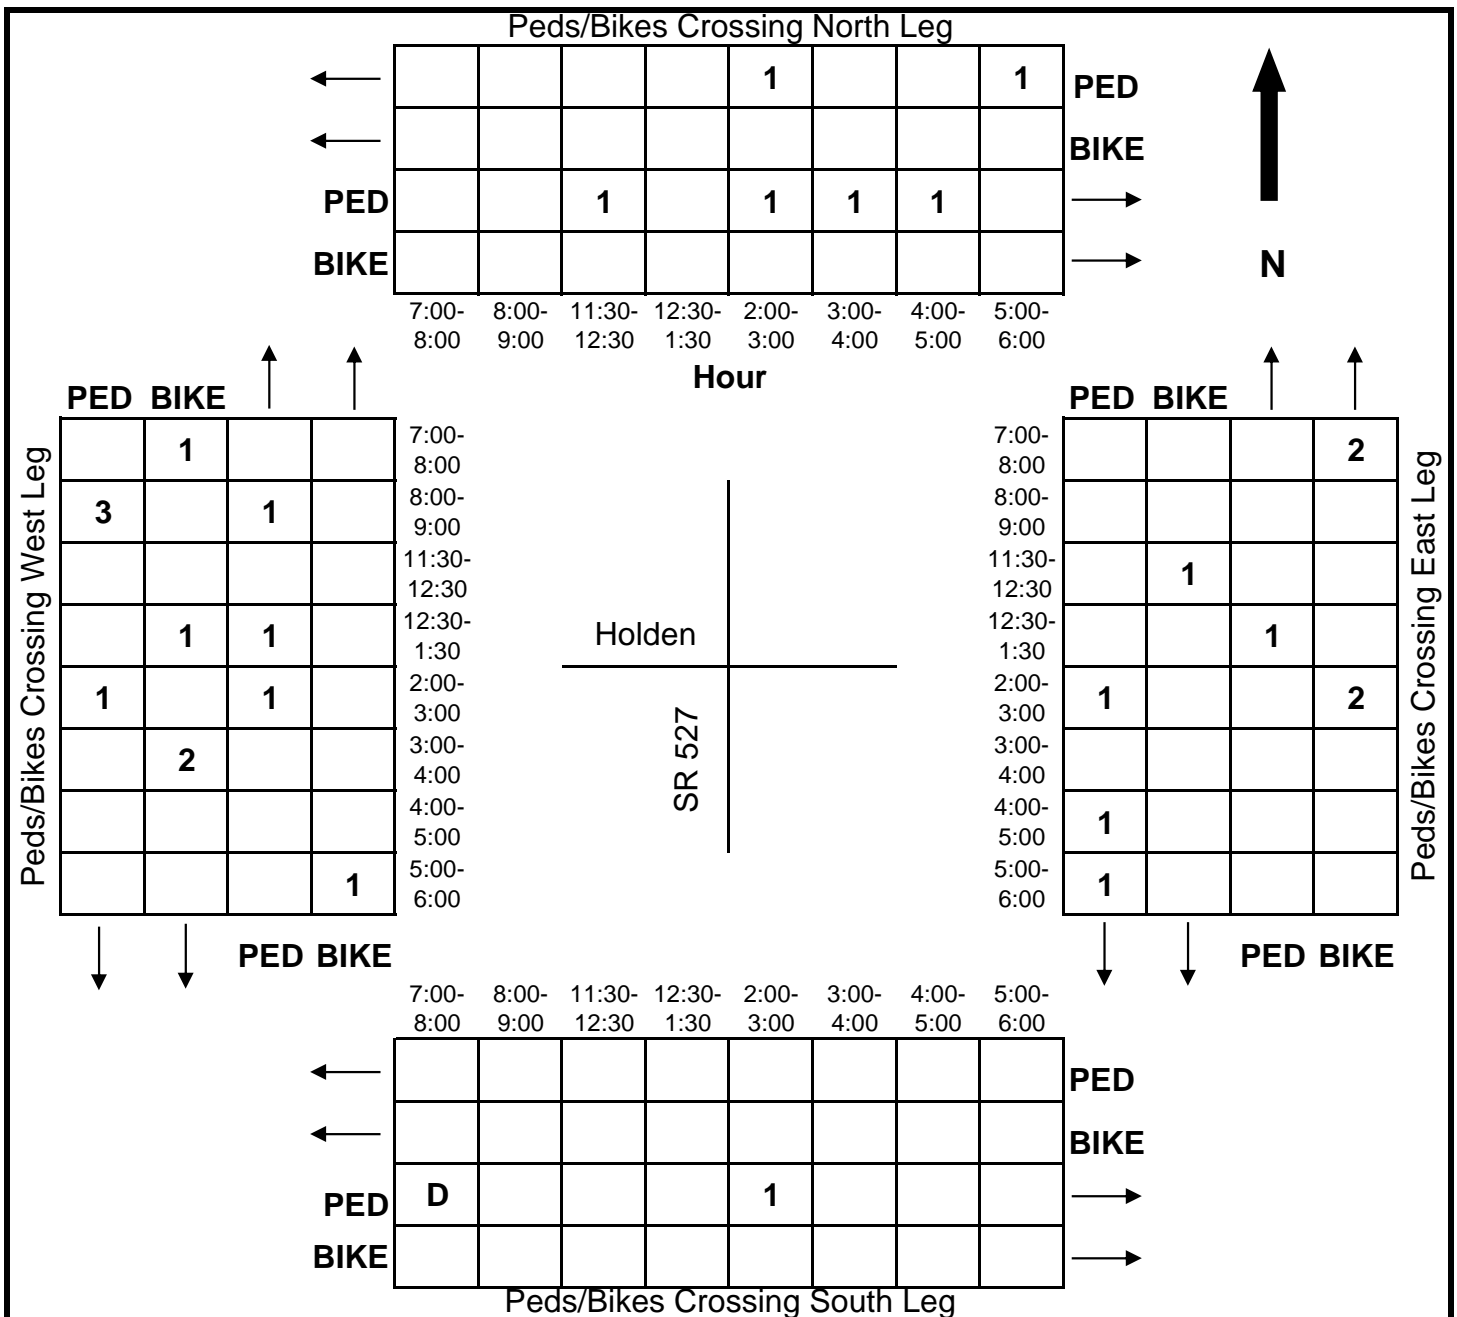 Peds/Bikes Crossing North Leg
1 1 PED
BIKE
PED 1 1 1 1
BIKE N
7:00- 8:00- 11:30- 12:30- 2:00- 3:00- 4:00- 5:00-
8:00 9:00 12:30 1:30 3:00 4:00 5:00 6:00
Hour
PED BIKE
Peds/Bikes Crossing West Leg
1 7:00-
8:00
3 1 8:00-
9:00
11:30-
12:30
1 1 12:30-
1:30
1 1 2:00-
3:00
2 3:00-
4:00
4:00-
5:00
1 5:00-
6:00
PED BIKE
Holden
SR 527
PED BIKE
7:00- 2
8:00
8:00-
9:00
11:30- 1
12:30
12:30- 1
1:30
2:00- 1 2
3:00
3:00-
4:00
4:00- 1
5:00
5:00- 1
6:00
PED BIKE
Peds/Bikes Crossing East Leg
7:00- 8:00- 11:30- 12:30- 2:00- 3:00- 4:00- 5:00-
8:00 9:00 12:30 1:30 3:00 4:00 5:00 6:00
PED
BIKE
PED D 1
BIKE
Peds/Bikes Crossing South Leg